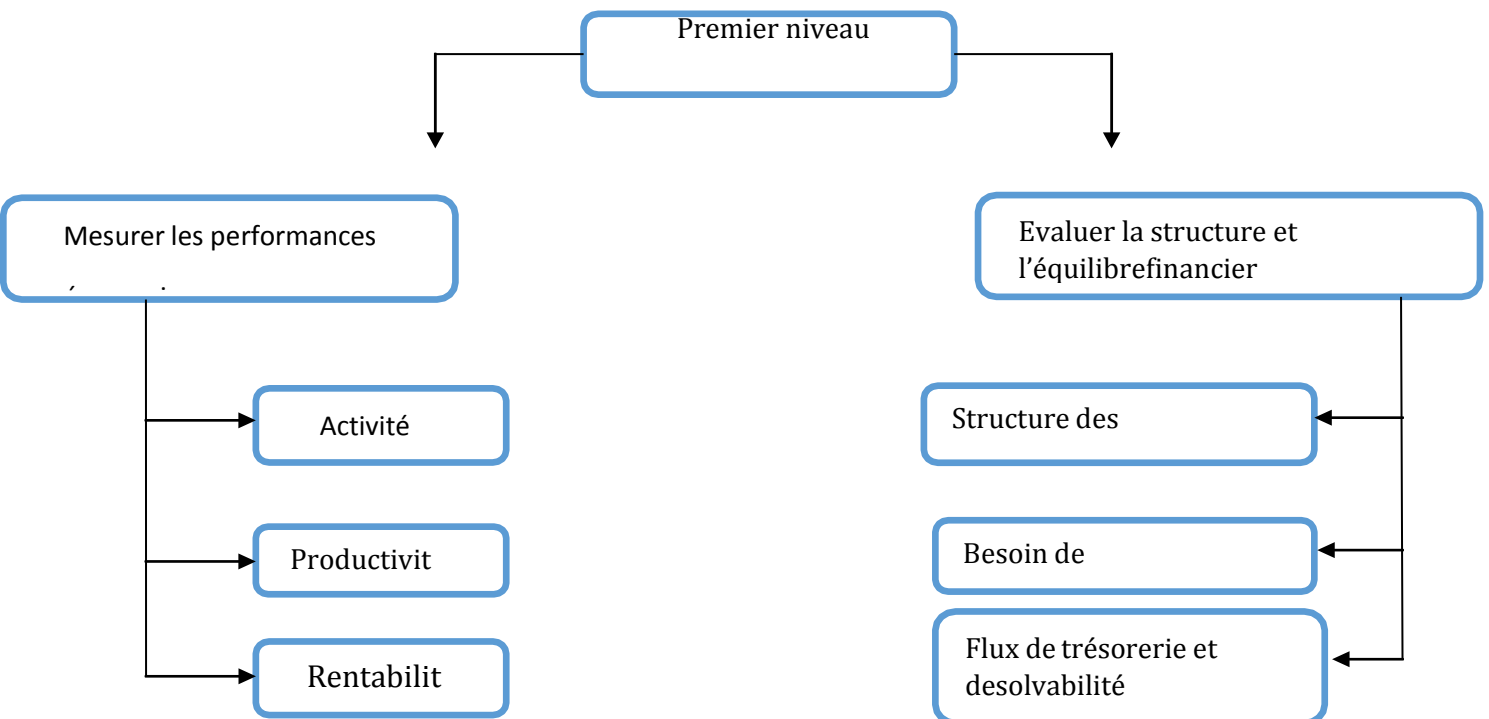 Premier niveau
Mesurer les performances
Evaluer la structure et
l’équilibrefinancier
Activité
Structure des
Productivit
Besoin de
Rentabilit
Flux de trésorerie et
desolvabilité